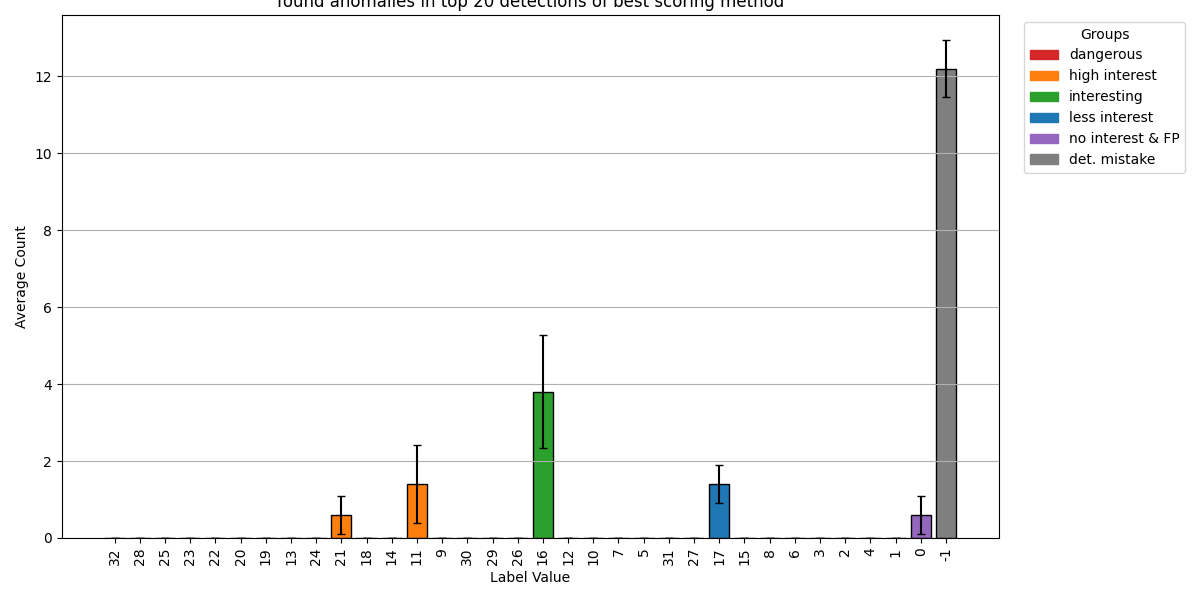 found anomalies in top 20 detections of best scoring method
Groups
dangerous
high interest
interesting
less interest
no interest & FP
det. mistake
Average Count
12
10
8
6
4
2
0
32 28 25 23 22 20 19 13 24 21 18 14 11 9 30 29 26 16 12 10 7 5 31 27 17 15 8 6 3 2 4 1 0 -1
Label Value